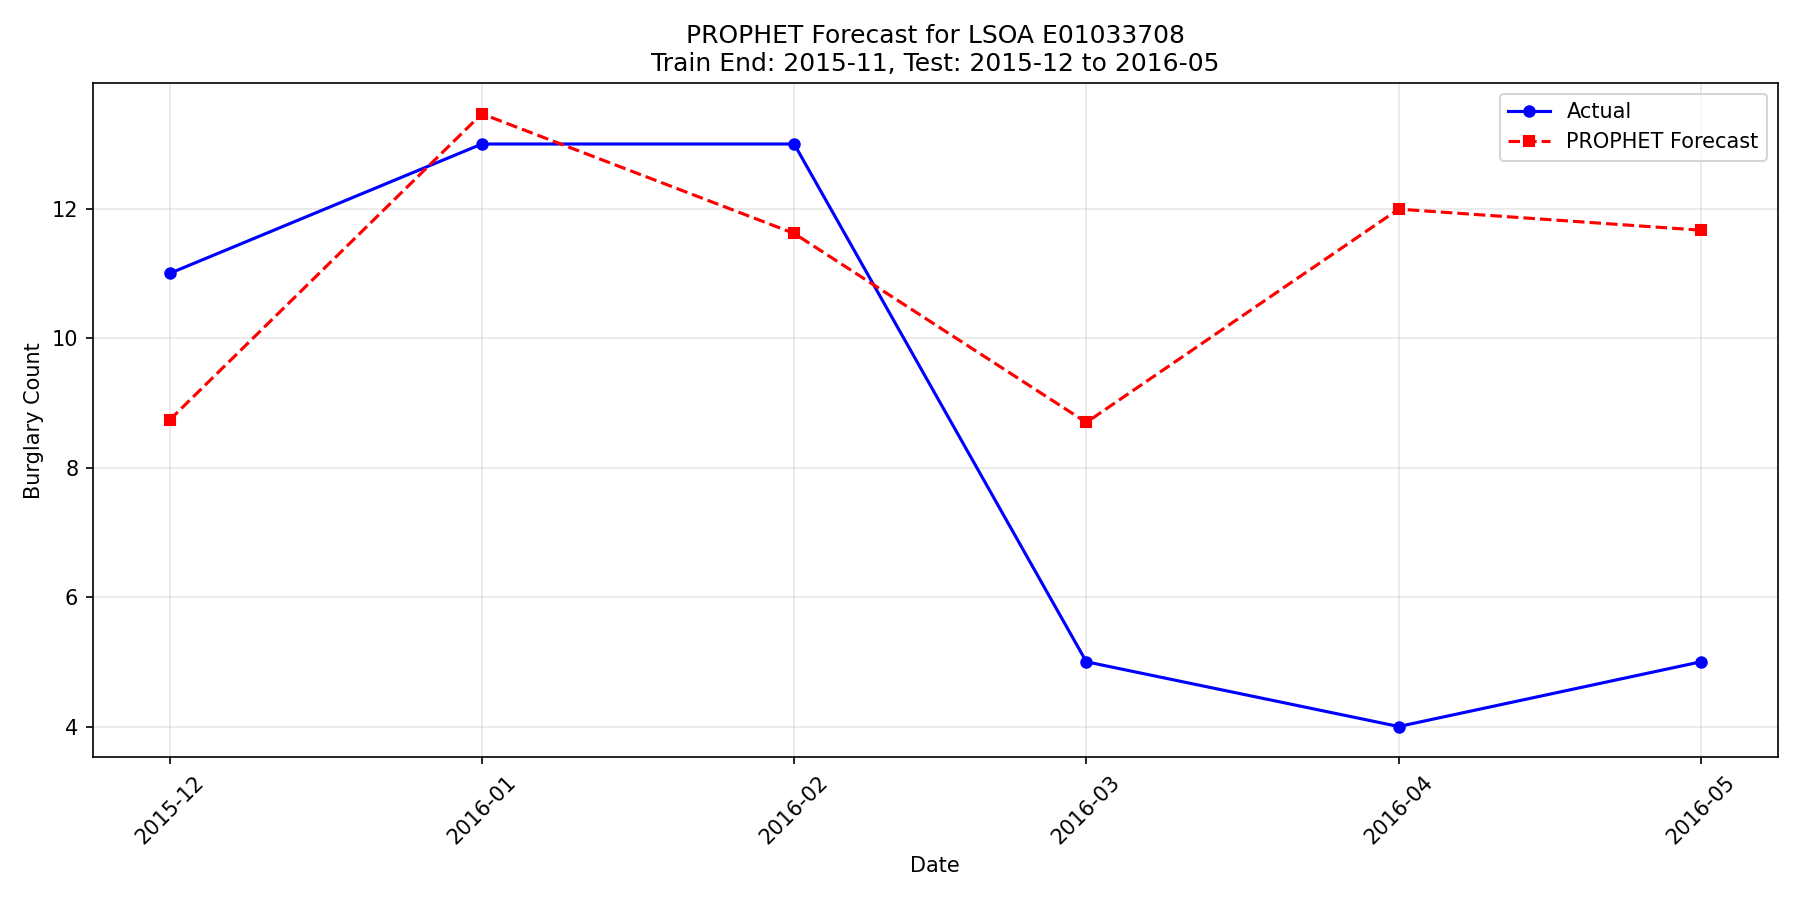 PROPHET Forecast for LSOA E01033708
Train End: 2015-11, Test: 2015-12 to 2016-05
Actual
PROPHET Forecast
Burglary Count
12
10
8
6
4
2015-12
2016-01
2016-02
2016-03
2016-04
2016-05
Date